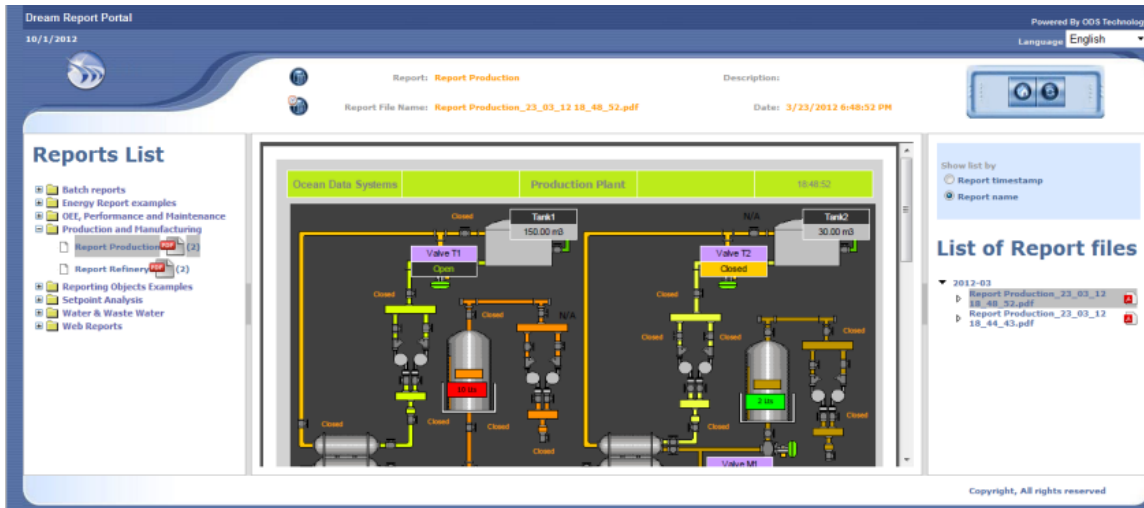 Dream Report Portal
Powered By ODS Technolog
10/1/2012
Language English
Report: Report Production
Description:
Report File Name: Report Production_23_03_12 18_48_52.pdf
Date: 3/23/2012 6:48:52 PM
Reports List
Batch reports
Energy Report examples
OEE, Performance and Maintenance
Production and Manufacturing
Report Production PDF (2)
Report Refinery PDF (2)
Reporting Objects Examples
Setpoint Analysis
Water & Waste Water
Web Reports
Ocean Data Systems
Production Plant
18:48:52
Closed
Tank1
150.00 m3
Valve T1
Open
Closed
N/A
Closed
10 l/s
Closed
Closed
Closed
Closed
N/A
Tank2
30.00 m3
Valve T2
Closed
Closed
Closed
Closed
2 l/s
Closed
Closed
Closed
Valve M1
Show list by
Report timestamp
Report name
List of Report files
2012-03
Report Production_23_03_12
18_48_52.pdf
Report Production_23_03_12
18_44_43.pdf
Copyright, All rights reserved